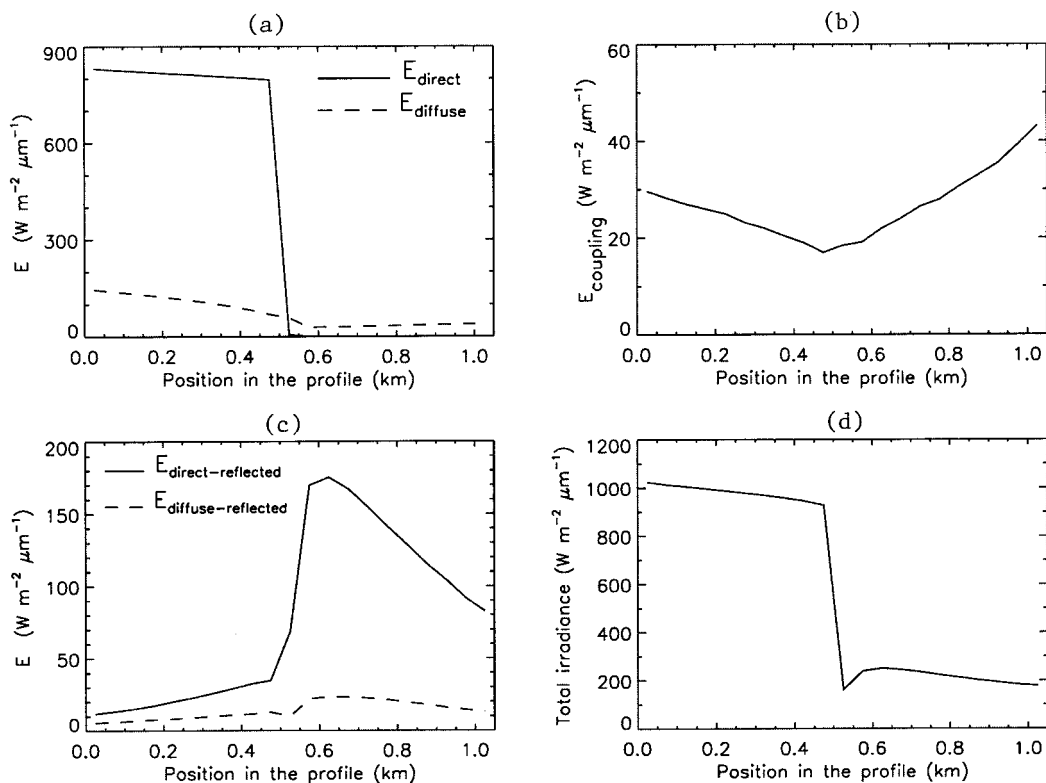 (a)
900
600
300
0
E (W m⁻² μm⁻¹)
E direct
E diffuse
0.0 0.2 0.4 0.6 0.8 1.0
Position in the profile (km)
(b)
60
40
20
0
E coupling (W m⁻² μm⁻¹)
0.0 0.2 0.4 0.6 0.8 1.0
Position in the profile (km)
(c)
200
150
100
50
0
E (W m⁻² μm⁻¹)
E direct–reflected
E diffuse–reflected
0.0 0.2 0.4 0.6 0.8 1.0
Position in the profile (km)
(d)
1200
1000
800
600
400
200
0
Total irradiance (W m⁻² μm⁻¹)
0.0 0.2 0.4 0.6 0.8 1.0
Position in the profile (km)